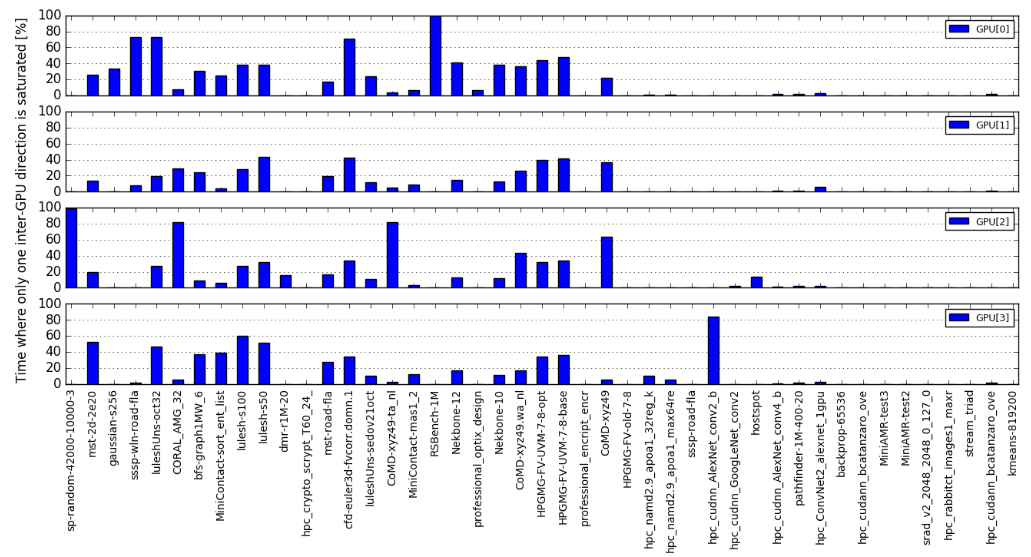 Time where only one inter-GPU direction is saturated [%]
100
80
60
40
20
0
GPU[0]
100
80
60
40
20
0
GPU[1]
100
80
60
40
20
0
GPU[2]
100
80
60
40
20
0
GPU[3]
sp-random-42000-10000-3
mst-2d-2e20
gaussian-s256
sssp-wln-road-fla
luleshUns-oct32
CORAL_AMG_32
bfs-graph1MW_6
MiniContact-sort_ent_list
lulesh-s100
lulesh-s50
dmr-r1M-20
hpc_crypto_scrypt_T60_24_
mst-road-fla
cfd-euler3d-fvcorr.domn.1
luleshUns-sedov21oct
CoMD-xyz49-ta_nl
MiniContact-mas1_2
RSBench-1M
Nekbone-12
professional_optix_design
Nekbone-10
CoMD-xyz49.wa_nl
HPGMG-FV-UVM-7-8-opt
HPGMG-FV-UVM-7-8-base
professional_encript_encr
CoMD-xyz49
HPGMG-FV-old-7-8
hpc_namd2.9_apoa1_32reg_k
hpc_namd2.9_apoa1_max64re
sssp-road-fla
hpc_cudnn_AlexNet_conv2_b
hpc_cudnn_GoogLeNet_conv2
hotspot
hpc_cudnn_AlexNet_conv4_b
pathfinder-1M-400-20
hpc_ConvNet2_alexnet_1gpu
backprop-65536
hpc_cudann_bcatanzaro_ove
MiniAMR-test3
MiniAMR-test2
srad_v2_2048_2048_0_127_0
hpc_rabbitct_images1_maxr
stream_triad
hpc_cudann_bcatanzaro_ove
kmeans-819200